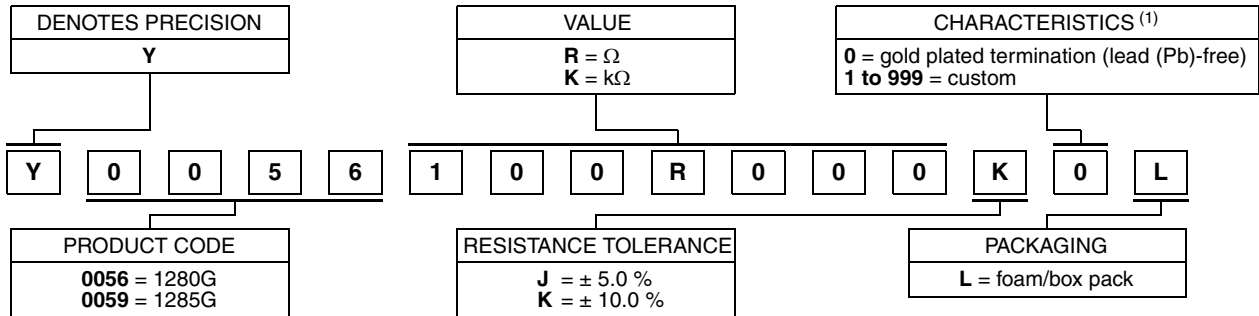 DENOTES PRECISION
Y
VALUE
R = Ω
K = kΩ
CHARACTERISTICS (1)
0 = gold plated termination (lead (Pb)-free)
1 to 999 = custom
Y 0 0 5 6 1 0 0 R 0 0 0 K 0 L
PRODUCT CODE
0056 = 1280G
0059 = 1285G
RESISTANCE TOLERANCE
J = ± 5.0 %
K = ± 10.0 %
PACKAGING
L = foam/box pack